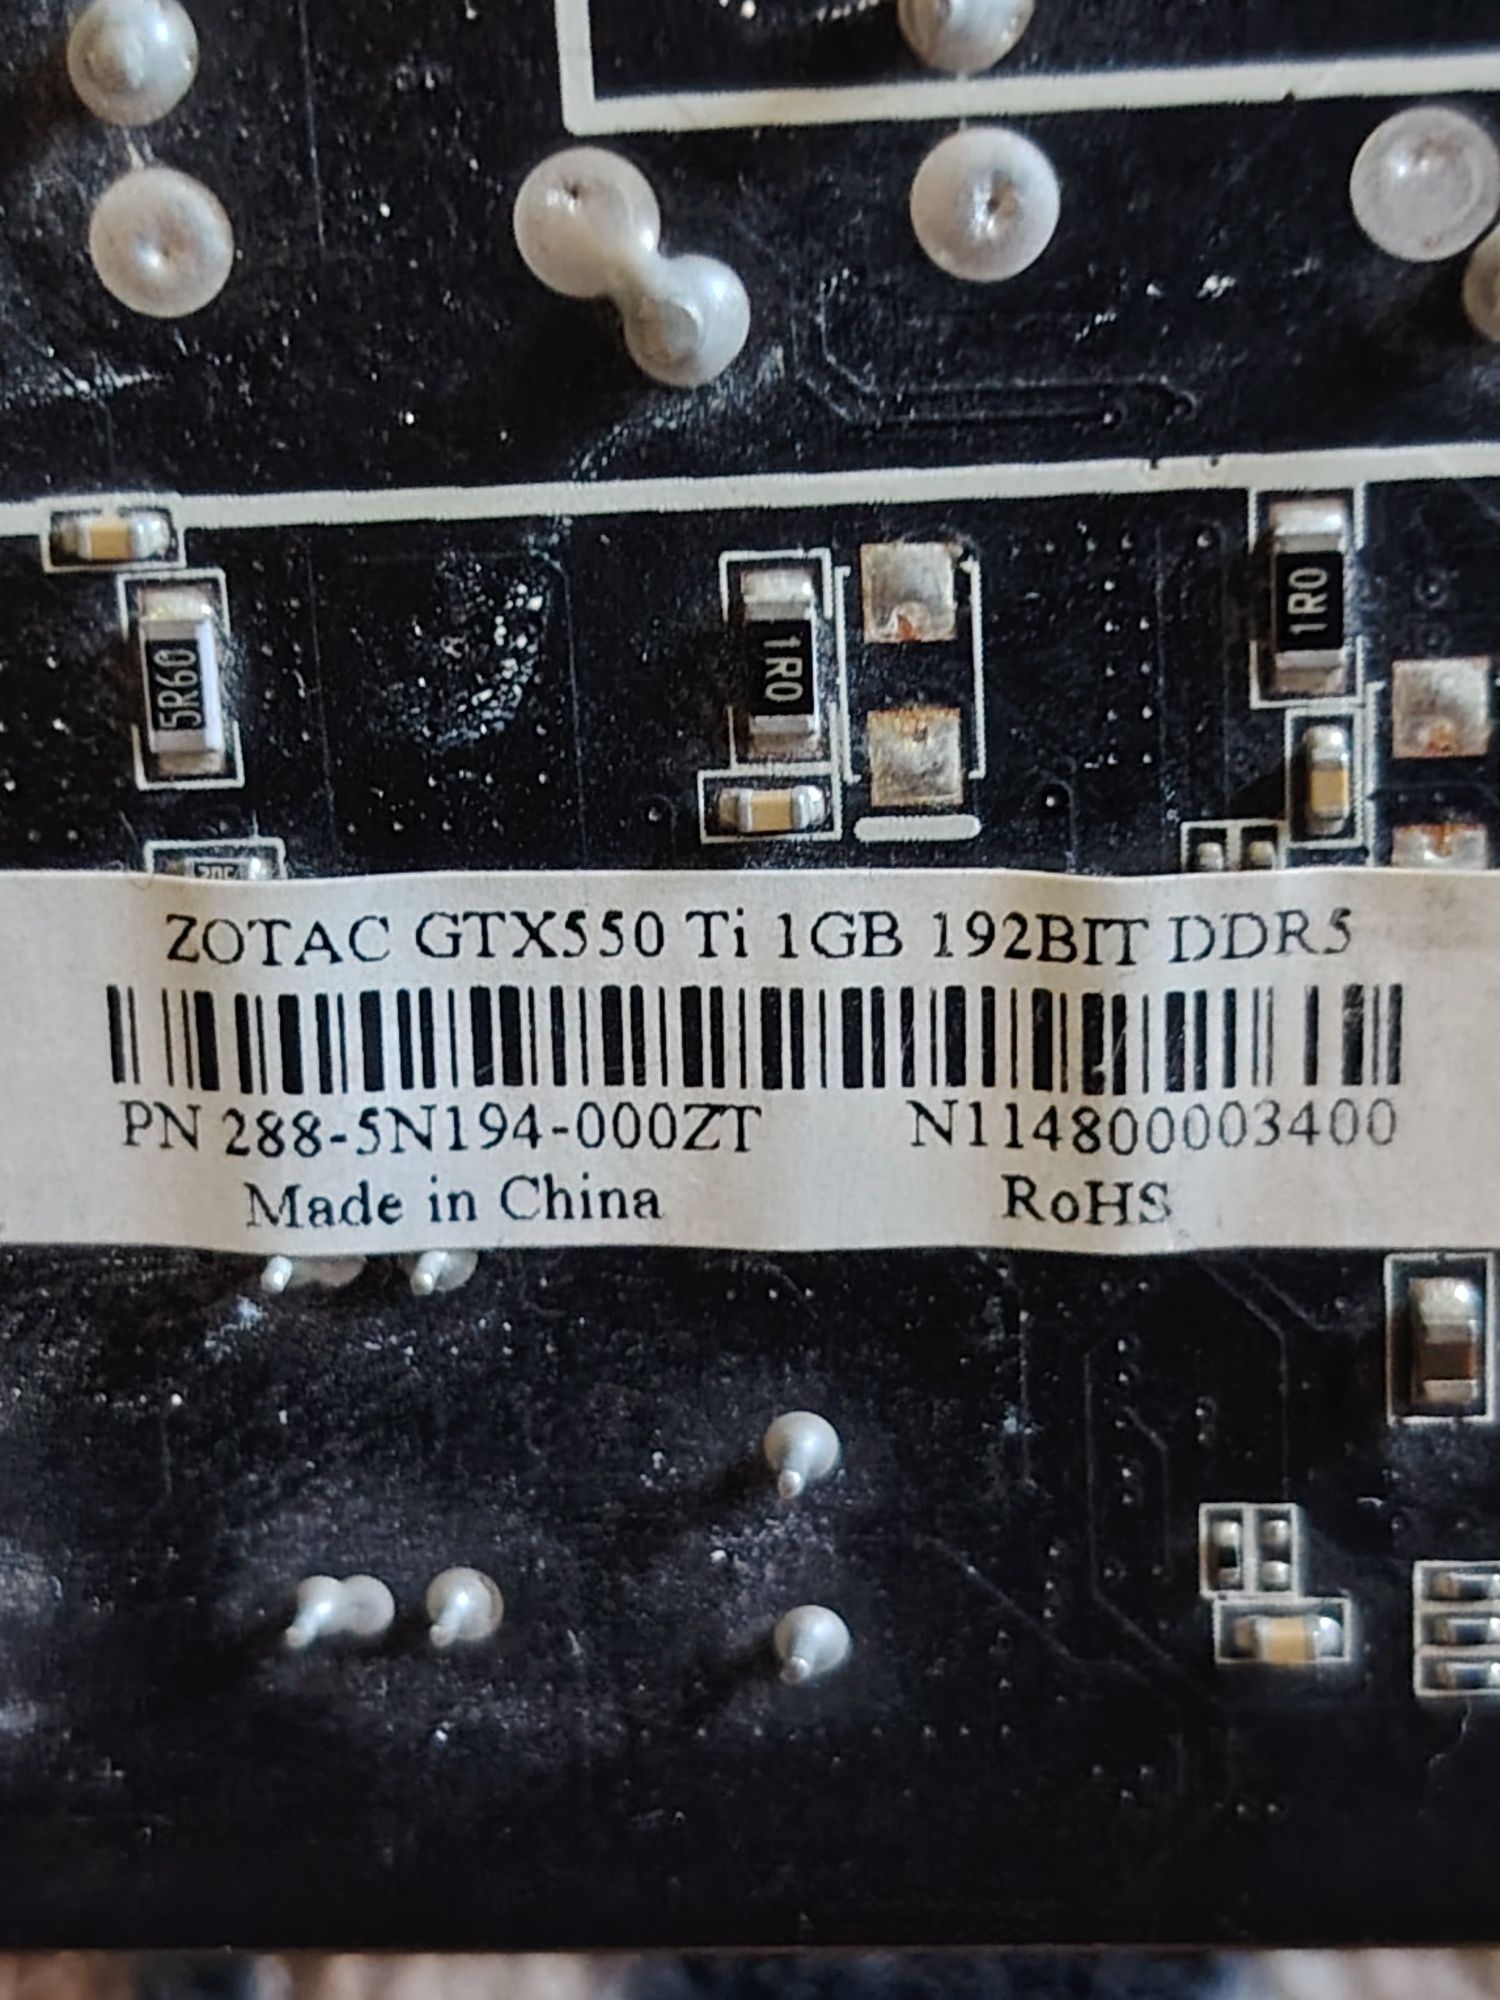 5R60
1R0
1R0
ZOTAC GTX550 Ti 1GB 192BIT DDR5
PN 288-5N194-000ZT N114800003400
Made in China RoHS